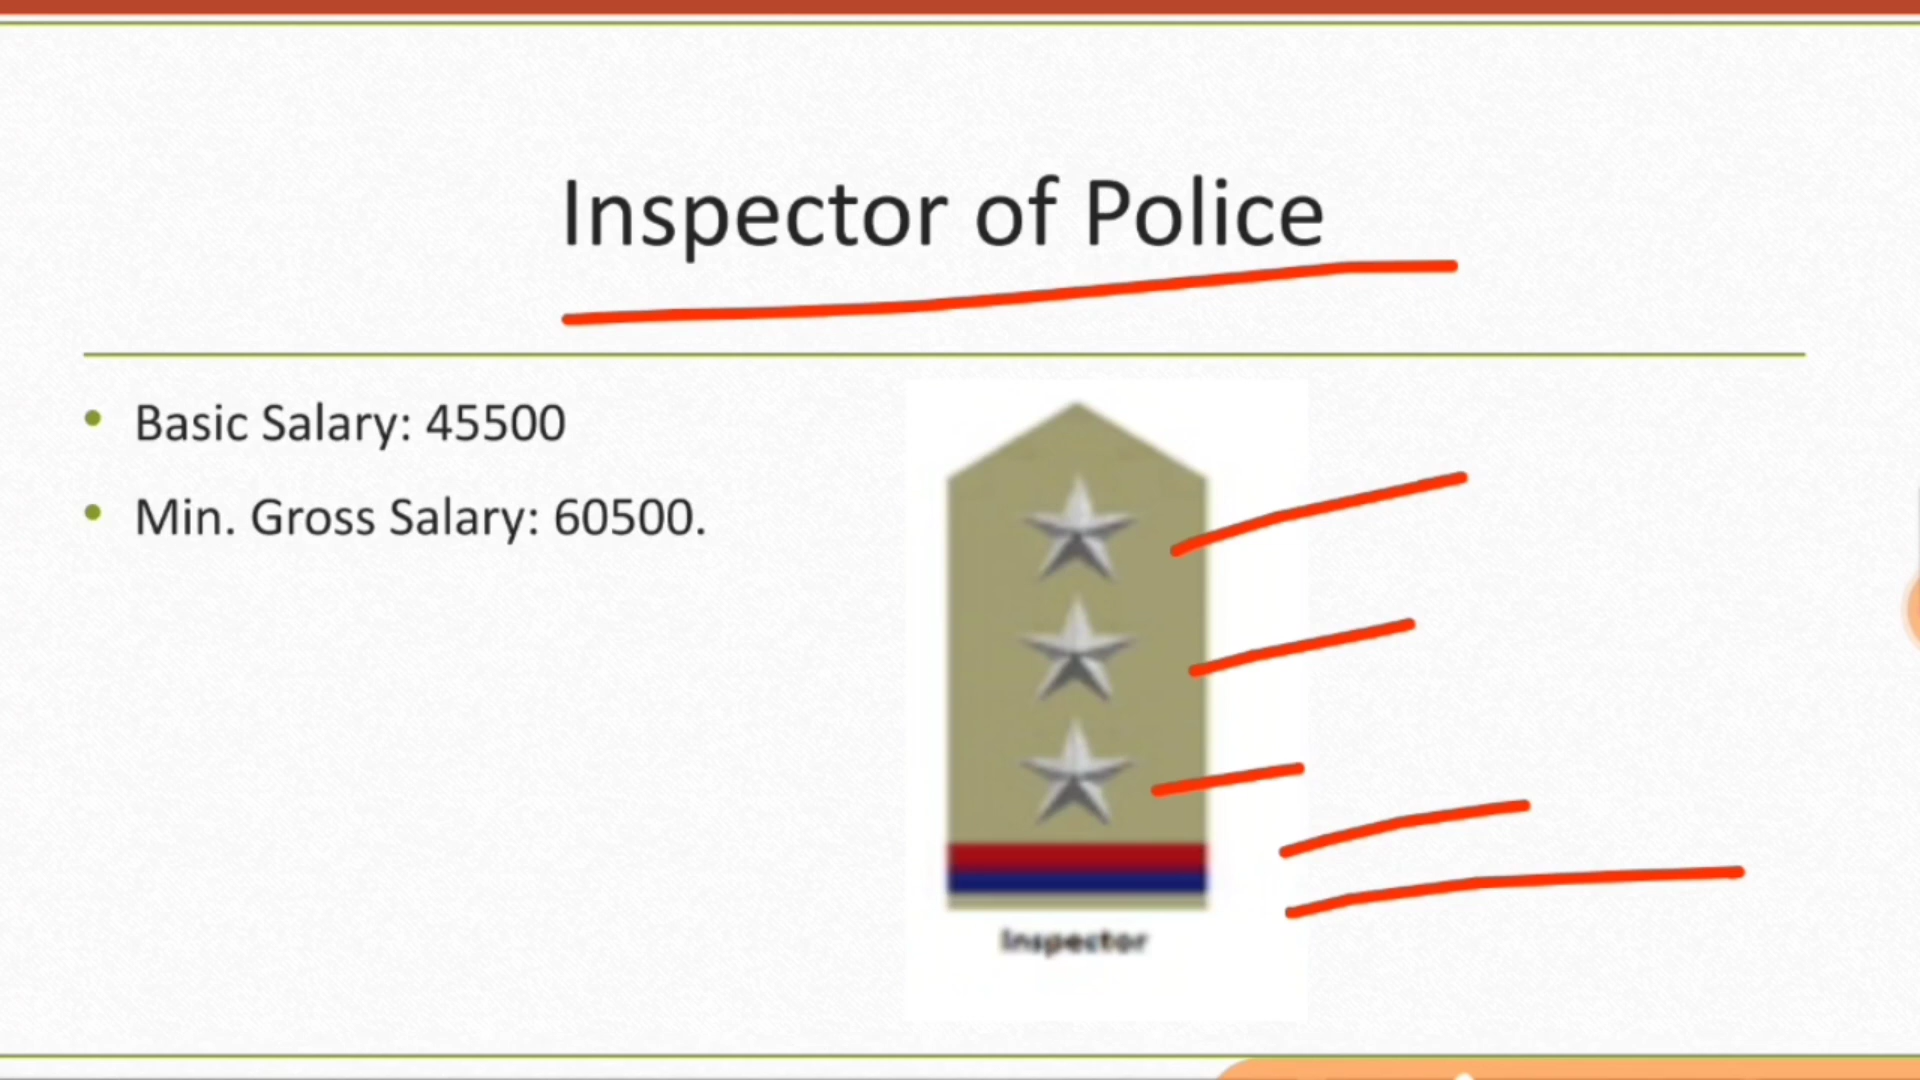 Inspector of Police
Basic Salary: 45500
Min. Gross Salary: 60500.
Inspector